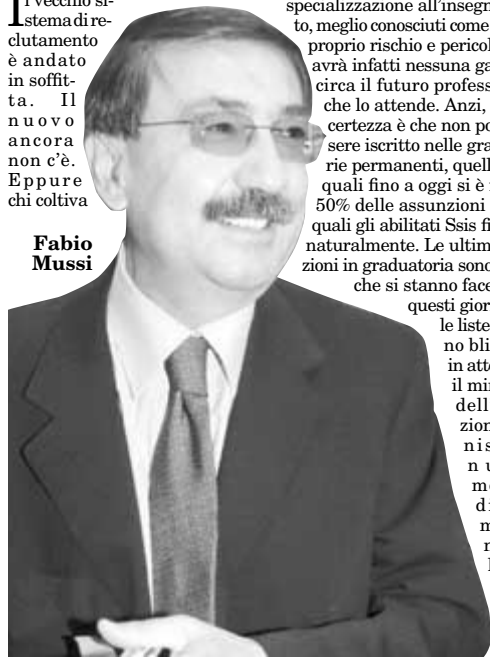 Il vecchio si-
stema di re-
clutamento
è andato
in soffit-
ta. Il
nuovo
ancora
non c'è.
Eppure
chi coltiva
Fabio
Mussi
specializzazione all'insegn
to, meglio conosciuti come
proprio rischio e pericol
avrà infatti nessuna ga
circa il futuro profess
che lo attende. Anzi,
certezza è che non po
sere iscritto nelle gra
rie permanenti, quell
quali fino a oggi si è
50% delle assunzioni
quali gli abilitati Ssis fi
naturalmente. Le ultim
zioni in graduatoria sono
che si stanno face
questi gior
le liste
no bli
in atte
il mi
dell
zion
nis
nu
me
di
m